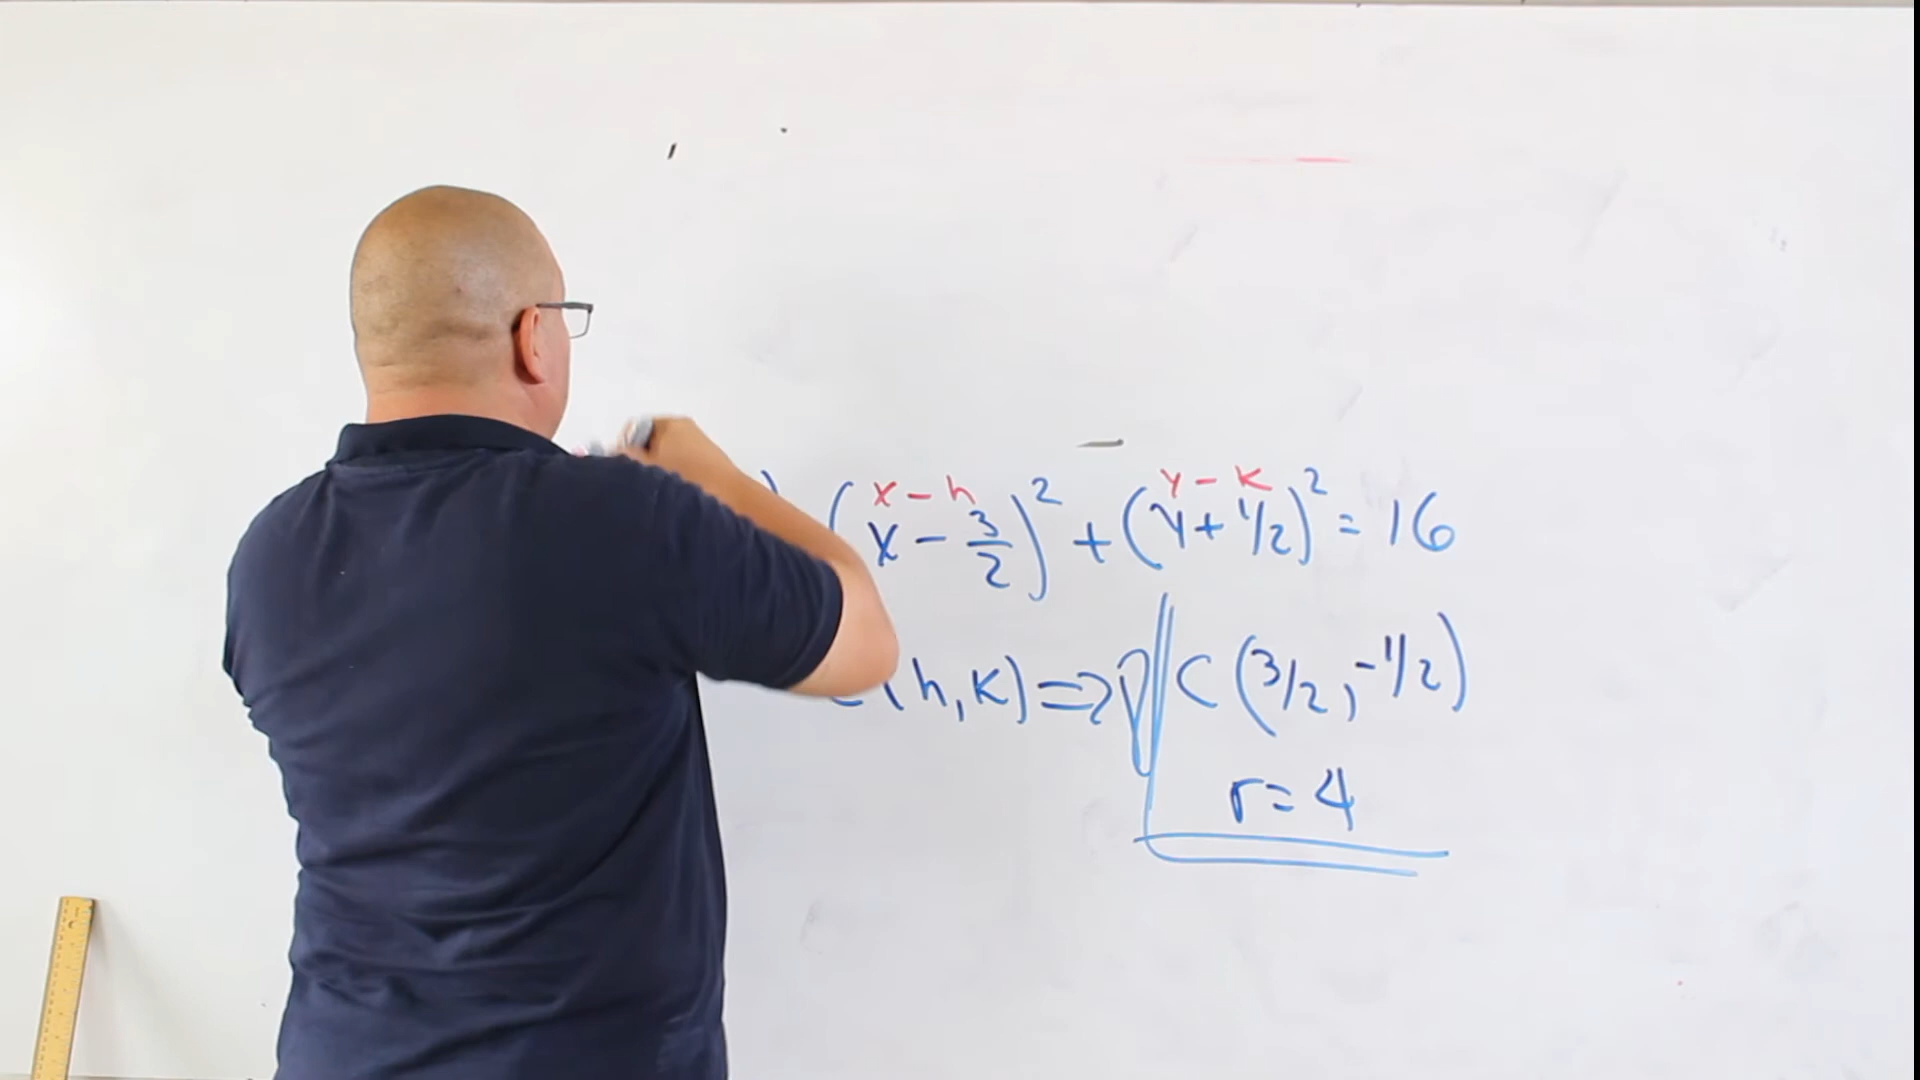 x - h y - k
) (x - 3/2)² + (y + 1/2)² = 16
C (h, k) => C (3/2, -1/2)
r = 4